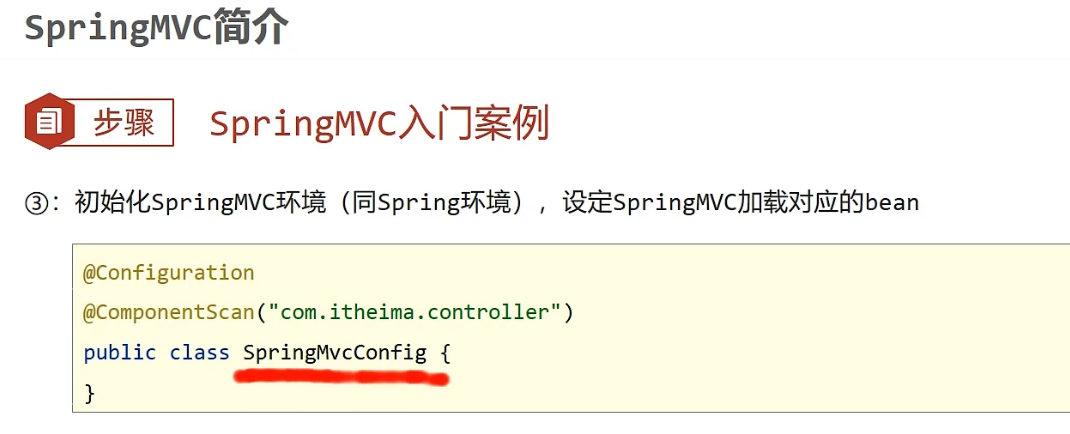 SpringMVC简介
步骤 SpringMVC入门案例
③：初始化SpringMVC环境（同Spring环境），设定SpringMVC加载对应的bean
@Configuration
@ComponentScan("com.itheima.controller")
public class SpringMvcConfig {
}